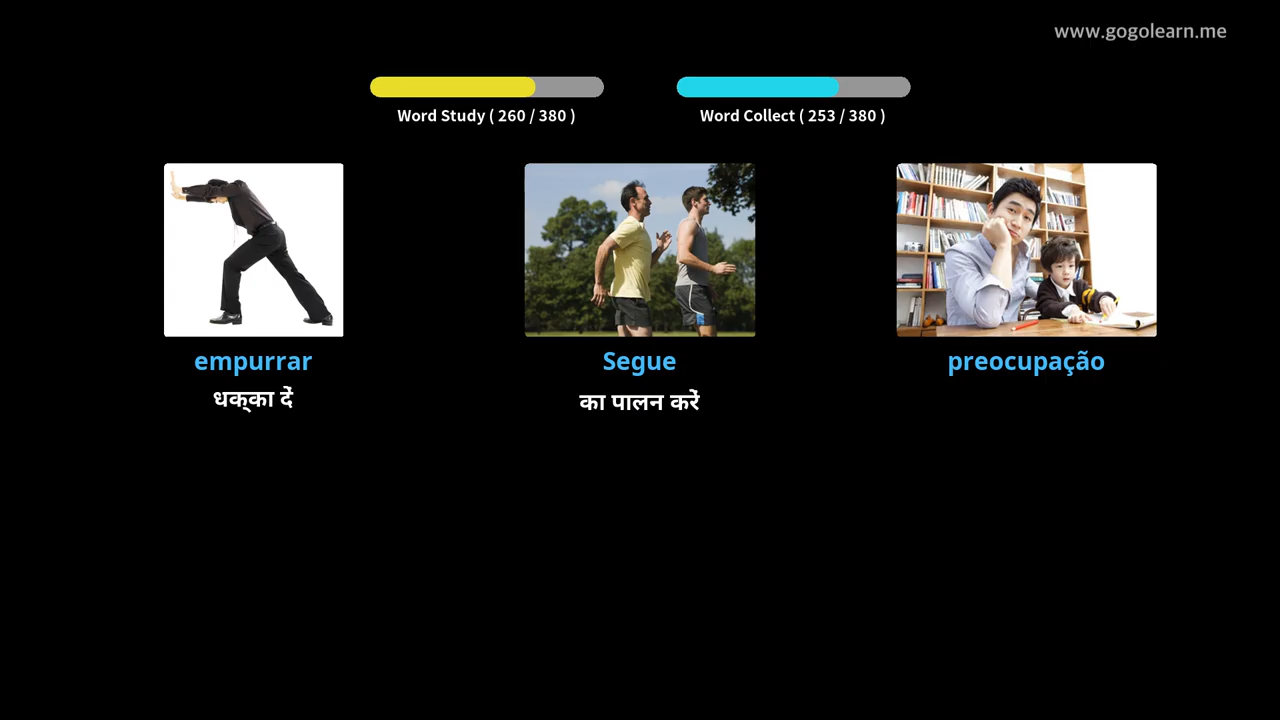 www.gogolearn.me
Word Study ( 260 / 380 )
Word Collect ( 253 / 380 )
empurrar
धक्का दें
Segue
का पालन करें
preocupação